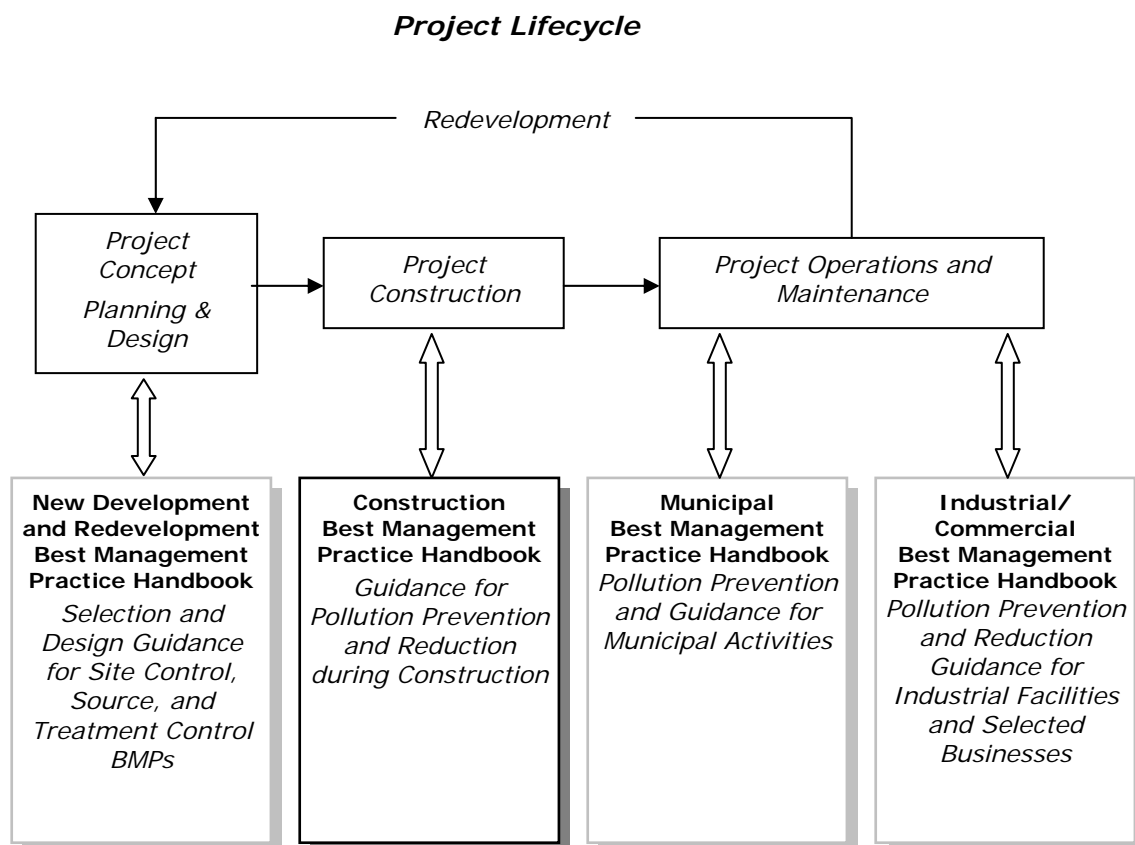 Project Lifecycle
Redevelopment
Project
Concept
Planning &
Design
Project
Construction
Project Operations and
Maintenance
New Development
and Redevelopment
Best Management
Practice Handbook
Selection and
Design Guidance
for Site Control,
Source, and
Treatment Control
BMPs
Construction
Best Management
Practice Handbook
Guidance for
Pollution Prevention
and Reduction
during Construction
Municipal
Best Management
Practice Handbook
Pollution Prevention
and Guidance for
Municipal Activities
Industrial/
Commercial
Best Management
Practice Handbook
Pollution Prevention
and Reduction
Guidance for
Industrial Facilities
and Selected
Businesses